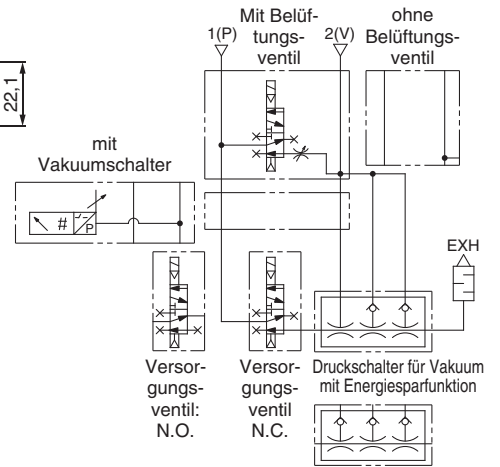 Mit Belüf-
tungs-
ventil
1(P)
2(V)
ohne
Belüftungs-
ventil
22,1
mit
Vakuumschalter
#
P
EXH
Versor-
gungs-
ventil:
N.O.
Versor-
gungs-
ventil
N.C.
Druckschalter für Vakuum
mit Energiesparfunktion